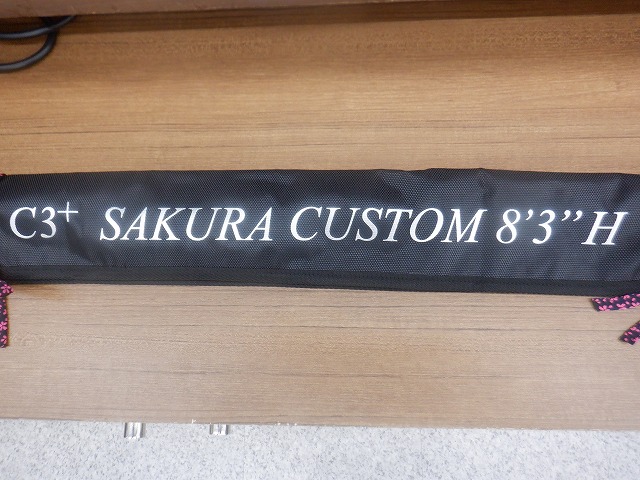 C3+ SAKURA CUSTOM 8’3” H